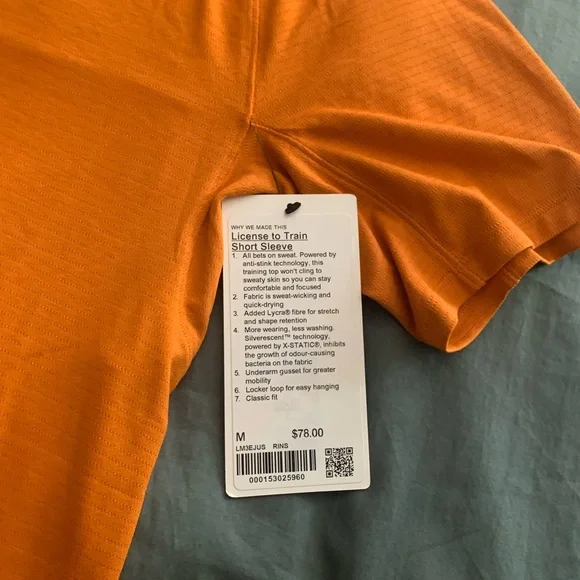 WHY WE MADE THIS
License to Train
Short Sleeve
1. All bets on sweat. Powered by
anti-stink technology, this
training top won't cling to
sweaty skin so you can stay
comfortable and focused
2. Fabric is sweat-wicking and
quick-drying
3. Added Lycra® fibre for stretch
and shape retention
4. More wearing, less washing.
Silverescent™ technology,
powered by X-STATIC®, inhibits
the growth of odour-causing
bacteria on the fabric
5. Underarm gusset for greater
mobility
6. Locker loop for easy hanging
7. Classic fit
M $78.00
LM3EJUS RINS
000153025960